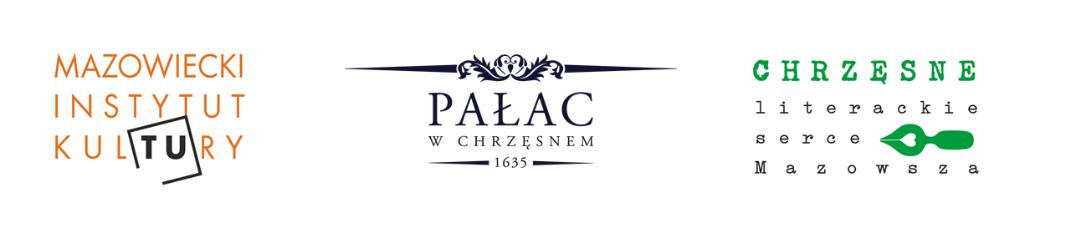 MAZOWIECKI
INSTYTUT
KULTURY
PAŁAC
W CHRZĘSNEM
1635
CHRZĘSNE
literackie
serce
Mazowsza